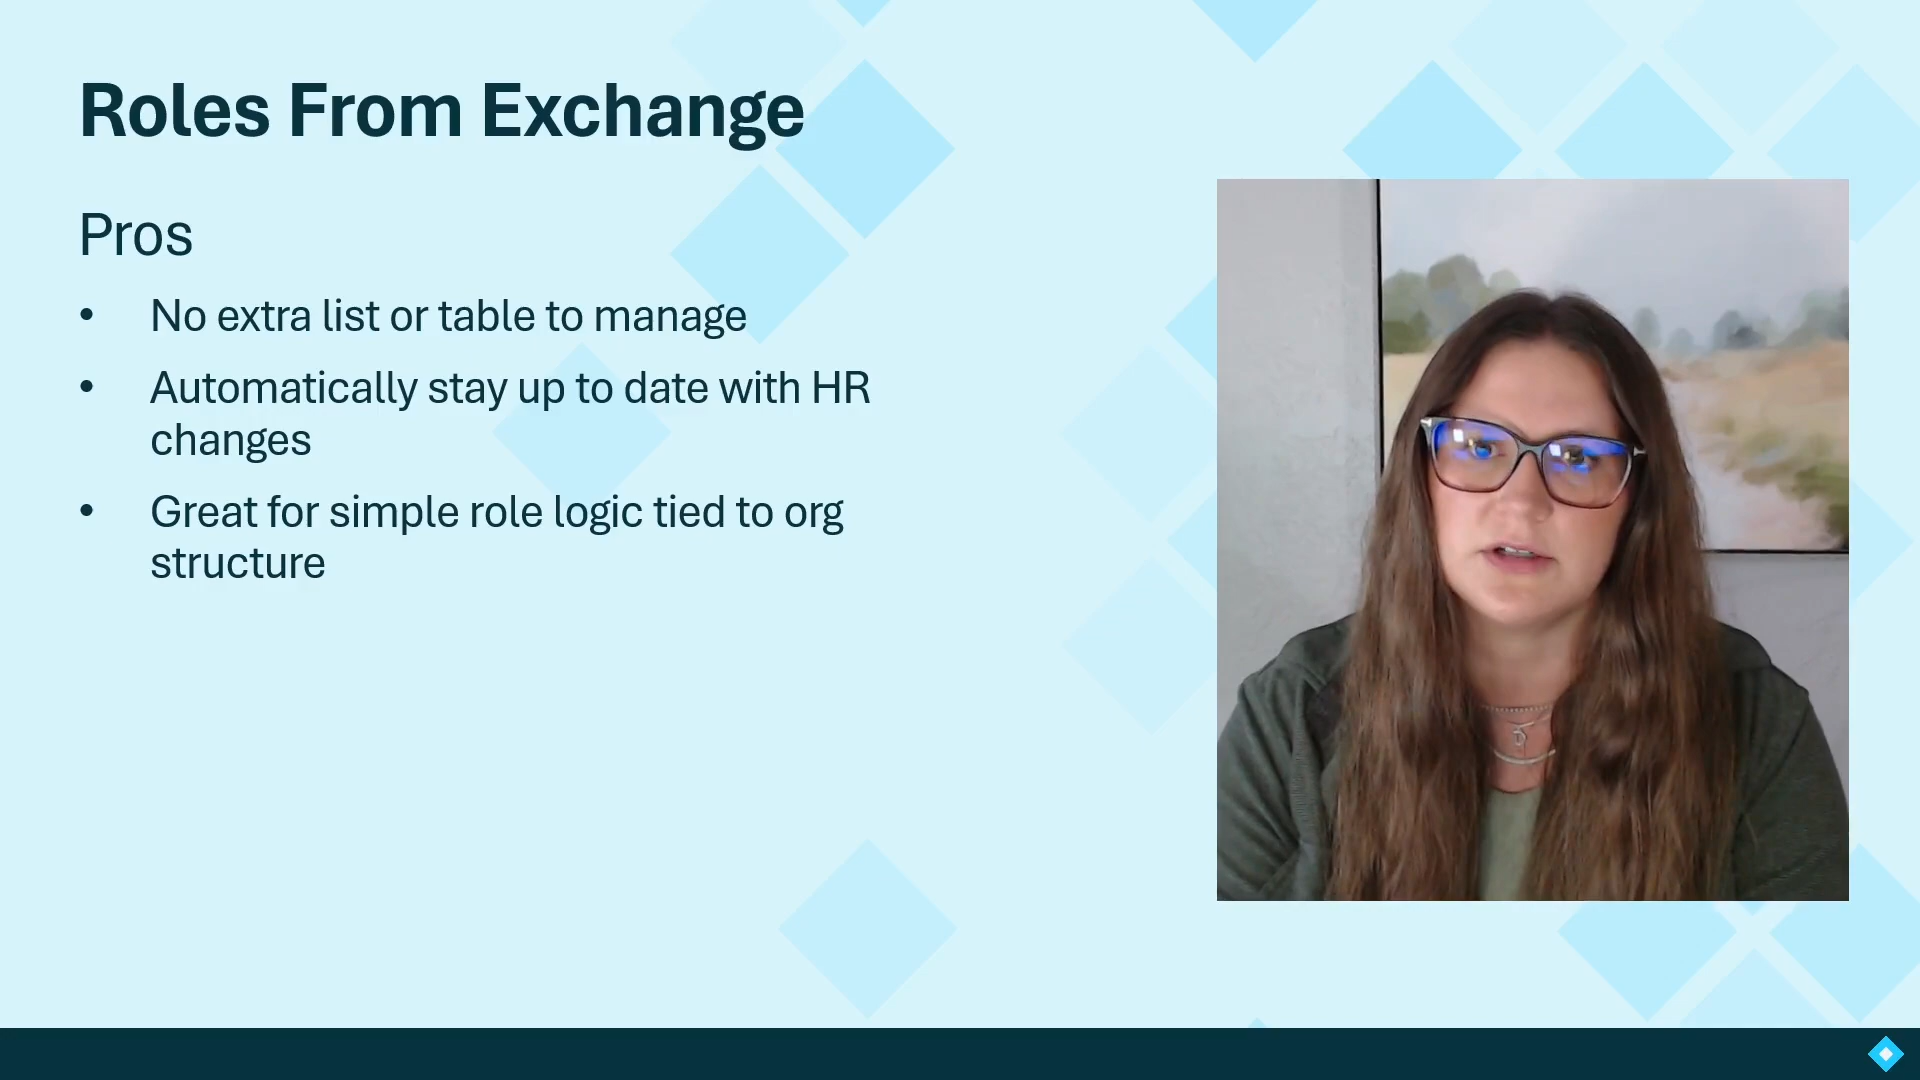 Roles From Exchange
Pros
• No extra list or table to manage
• Automatically stay up to date with HR
changes
• Great for simple role logic tied to org
structure